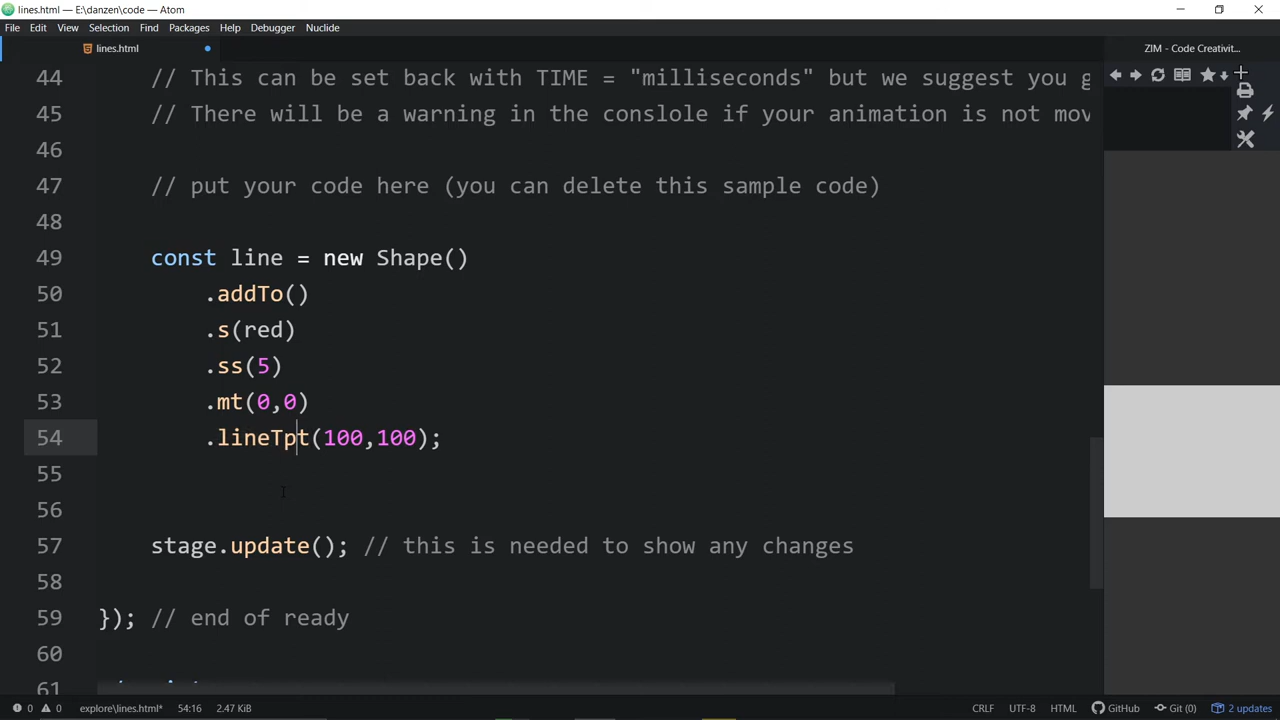 lines.html — E:\danzen\code — Atom
File Edit View Selection Find Packages Help Debugger Nuclide
lines.html
ZIM - Code Creativit...
44 // This can be set back with TIME = "milliseconds" but we suggest you g
45 // There will be a warning in the conslole if your animation is not mov
46
47 // put your code here (you can delete this sample code)
48
49 const line = new Shape()
50 .addTo()
51 .s(red)
52 .ss(5)
53 .mt(0,0)
54 .lineTpt(100,100);
55
56
57 stage.update(); // this is needed to show any changes
58
59 }); // end of ready
60
61
0 0 explore\lines.html* 54:16 2.47 KiB CRLF UTF-8 HTML GitHub Git (0) 2 updates